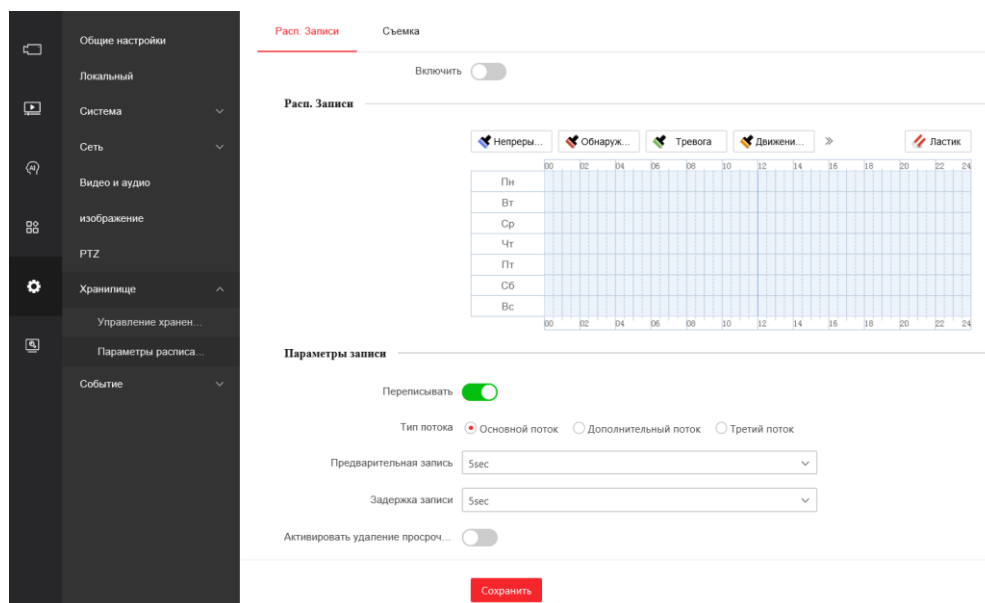 Общие настройки
Локальный
Система
Сеть
Видео и аудио
изображение
PTZ
Хранилище
Управление хранен...
Параметры расписа...
Событие
Расп. Записи Съемка
Включить
Расп. Записи
Непреры... Обнаруж... Тревога Движени... Ластик
00 02 04 06 08 10 12 14 16 18 20 22 24
Пн
Вт
Ср
Чт
Пт
Сб
Вс
00 02 04 06 08 10 12 14 16 18 20 22 24
Параметры записи
Переписывать
Тип потока Основной поток Дополнительный поток Третий поток
Предварительная запись 5sec
Задержка записи 5sec
Активировать удаление просроч...
Сохранить